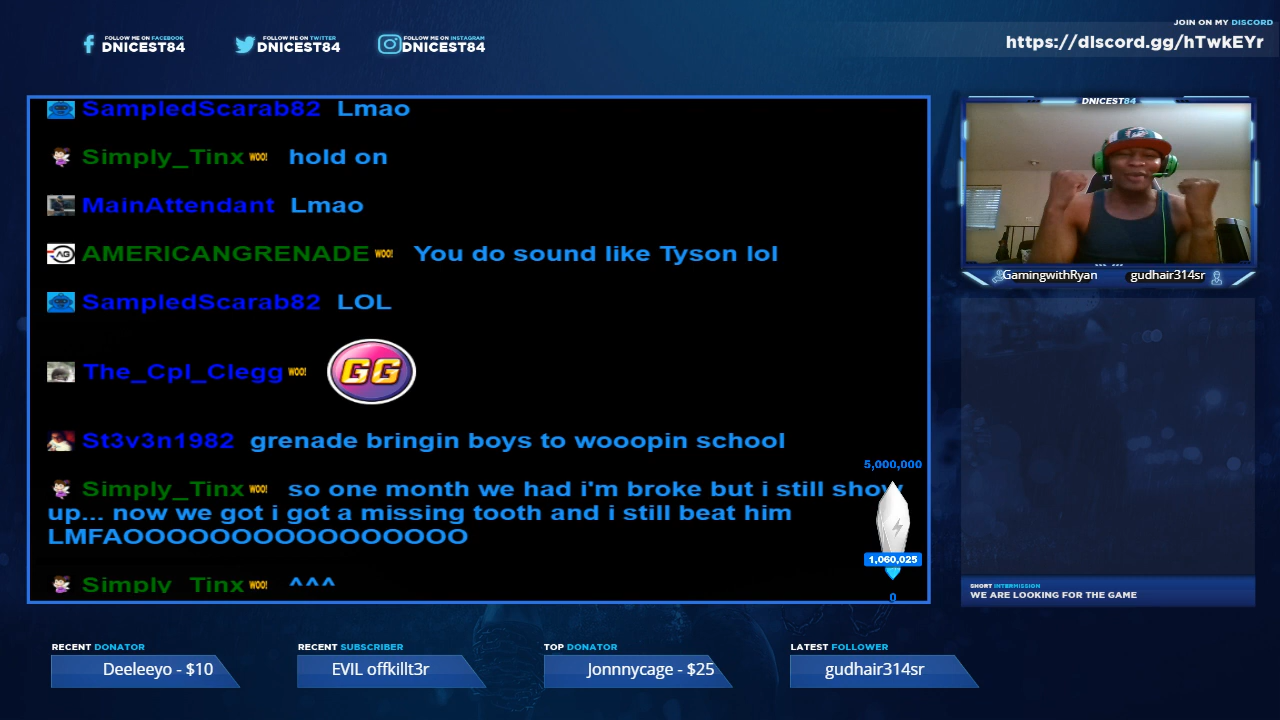 FOLLOW ME ON FACEBOOK
DNICEST84
FOLLOW ME ON TWITTER
DNICEST84
FOLLOW ME ON INSTAGRAM
DNICEST84
JOIN ON MY DISCORD
https://discord.gg/hTwkEYr
SampledScarab82 Lmao
Simply_Tinx WOO! hold on
MainAttendant Lmao
AG AMERICANGRENADE WOO! You do sound like Tyson lol
SampledScarab82 LOL
The_Cpl_Clegg WOO! GG
St3v3n1982 grenade bringin boys to wooopin school
Simply_Tinx WOO! so one month we had i'm broke but i still show
up... now we got i got a missing tooth and i still beat him
LMFAOOOOOOOOOOOOOOOO
Simply_Tinx WOO! ^^^
5,000,000
1,060,025
0
DNICEST84
GamingwithRyan gudhair314sr
SHORT INTERMISSION
WE ARE LOOKING FOR THE GAME
RECENT DONATOR
Deeleeyo - $10
RECENT SUBSCRIBER
EVIL offkillt3r
TOP DONATOR
Jonnnycage - $25
LATEST FOLLOWER
gudhair314sr